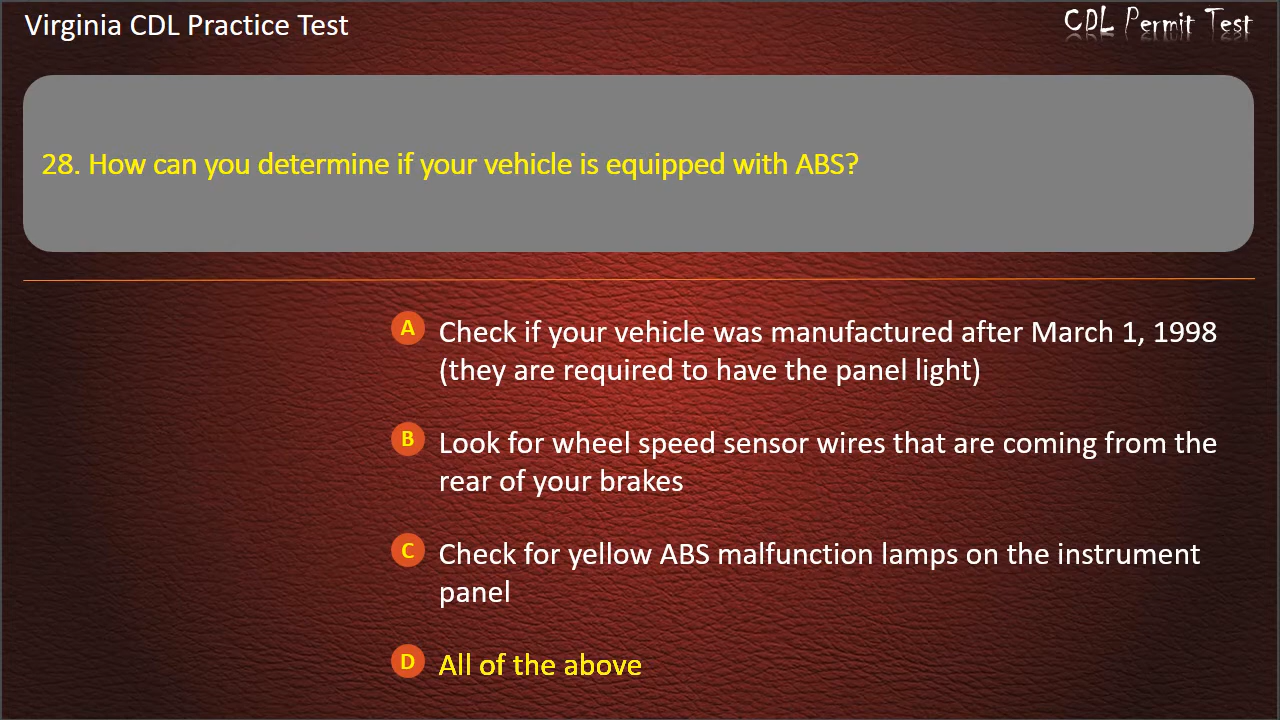 Virginia CDL Practice Test
CDL Permit Test
28. How can you determine if your vehicle is equipped with ABS?
A Check if your vehicle was manufactured after March 1, 1998
(they are required to have the panel light)
B Look for wheel speed sensor wires that are coming from the
rear of your brakes
C Check for yellow ABS malfunction lamps on the instrument
panel
D All of the above